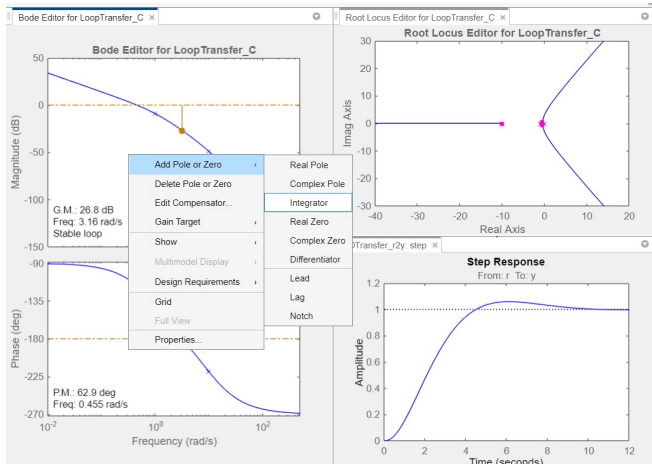 Bode Editor for LoopTransfer_C ×
Bode Editor for LoopTransfer_C
50
0
-50
-100
-150
Magnitude (dB)
G.M.: 26.8 dB
Freq: 3.16 rad/s
Stable loop
-90
-135
-180
-225
-270
Phase (deg)
P.M.: 62.9 deg
Freq: 0.455 rad/s
10-2
100
102
Frequency (rad/s)
Add Pole or Zero
Delete Pole or Zero
Edit Compensator...
Gain Target
Show
Multimodel Display
Design Requirements
Grid
Full View
Properties...
Real Pole
Complex Pole
Integrator
Real Zero
Complex Zero
Differentiator
Lead
Lag
Notch
Root Locus Editor for LoopTransfer_C ×
Root Locus Editor for LoopTransfer_C
30
20
10
0
-10
-20
-30
Imag Axis
-40
-30
-20
-10
0
10
20
Real Axis
Transfer_r2y: step ×
Step Response
From: r To: y
1.2
1
0.8
0.6
0.4
0.2
0
Amplitude
0
2
4
6
8
10
12
Time (seconds)